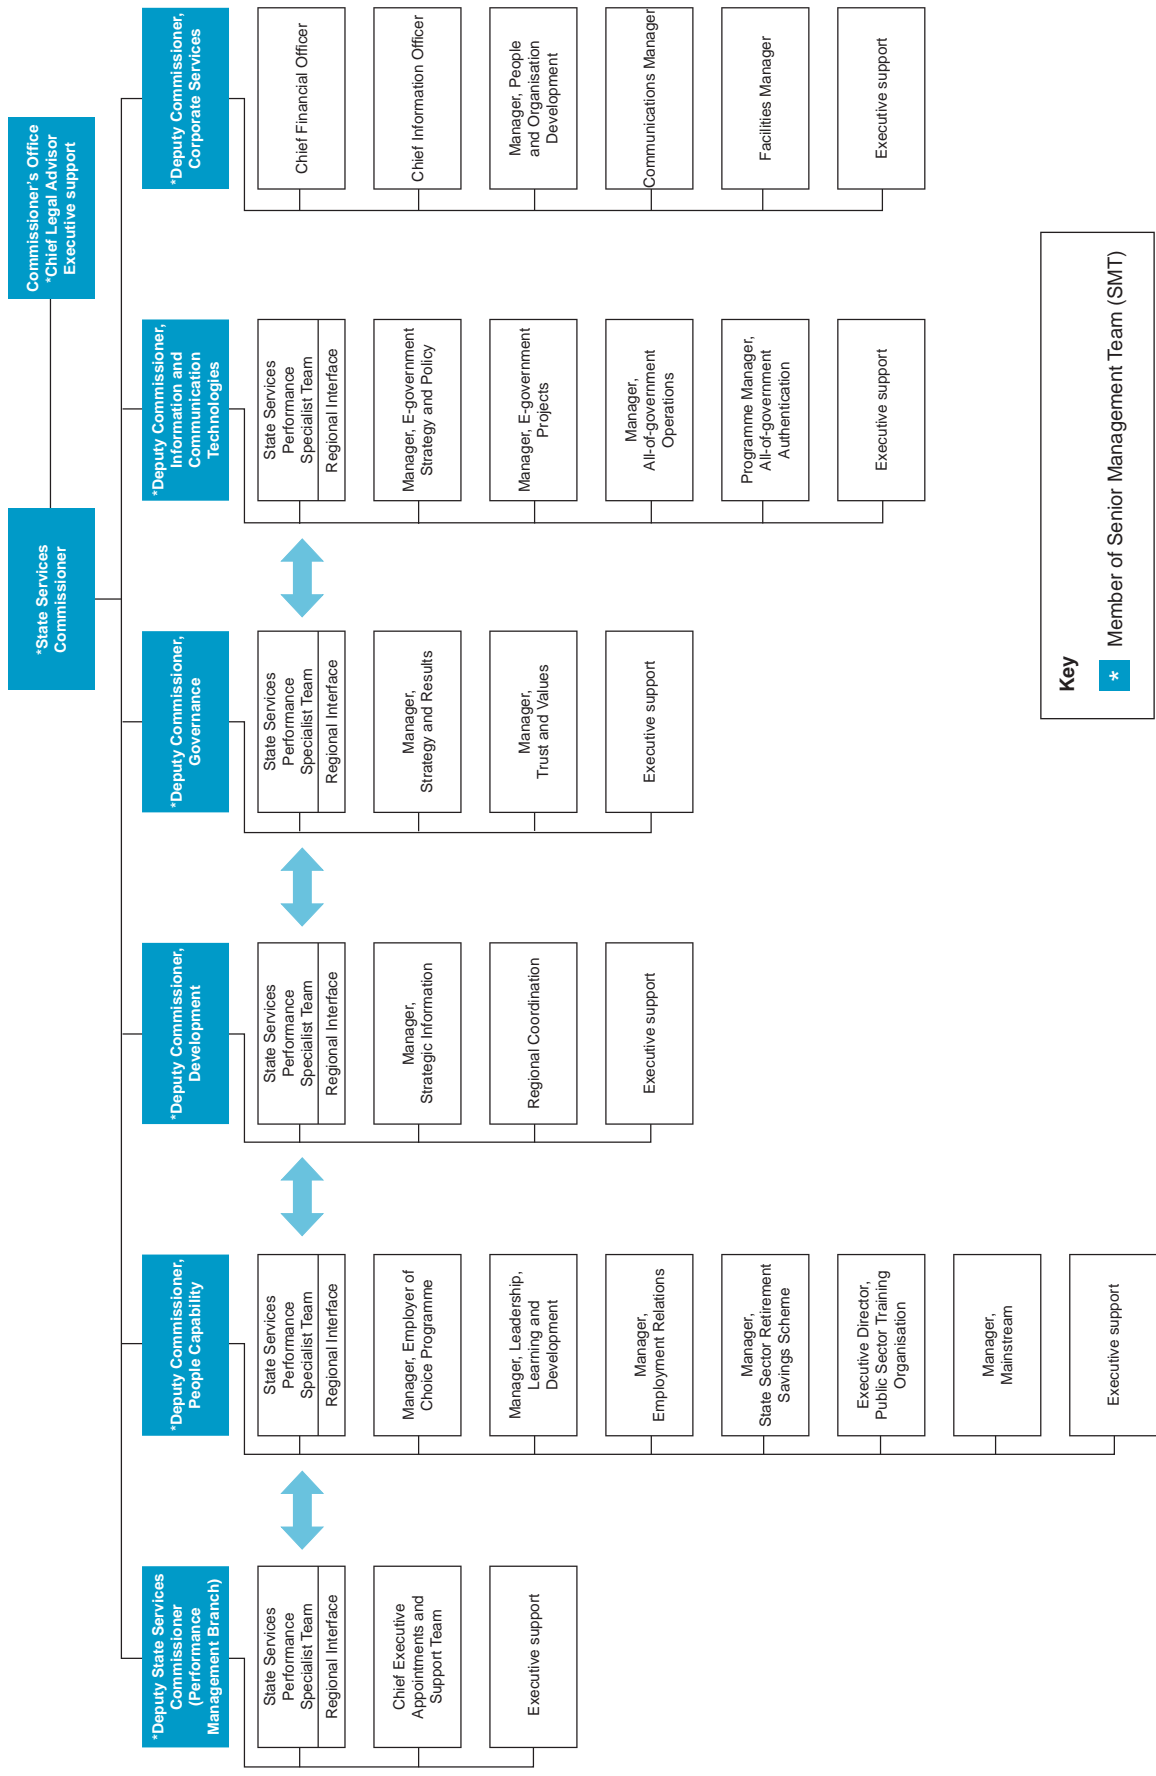 *State Services
Commissioner
Commissioner's Office
*Chief Legal Advisor
Executive support
*Deputy State Services
Commissioner
(Performance
Management Branch)
State Services
Performance
Specialist Team
Regional Interface
Chief Executive
Appointments and
Support Team
Executive support
*Deputy Commissioner,
People Capability
State Services
Performance
Specialist Team
Regional Interface
Manager, Employer of
Choice Programme
Manager, Leadership,
Learning and
Development
Manager,
Employment Relations
Manager,
State Sector Retirement
Savings Scheme
Executive Director,
Public Sector Training
Organisation
Manager,
Mainstream
Executive support
*Deputy Commissioner,
Development
State Services
Performance
Specialist Team
Regional Interface
Manager,
Strategic Information
Regional Coordination
Executive support
*Deputy Commissioner,
Governance
State Services
Performance
Specialist Team
Regional Interface
Manager,
Strategy and Results
Manager,
Trust and Values
Executive support
*Deputy Commissioner,
Information and
Communication
Technologies
State Services
Performance
Specialist Team
Regional Interface
Manager, E-government
Strategy and Policy
Manager, E-government
Projects
Manager,
All-of-government
Operations
Programme Manager,
All-of-government
Authentication
Executive support
*Deputy Commissioner,
Corporate Services
Chief Financial Officer
Chief Information Officer
Manager, People
and Organisation
Development
Communications Manager
Facilities Manager
Executive support
Key
* Member of Senior Management Team (SMT)